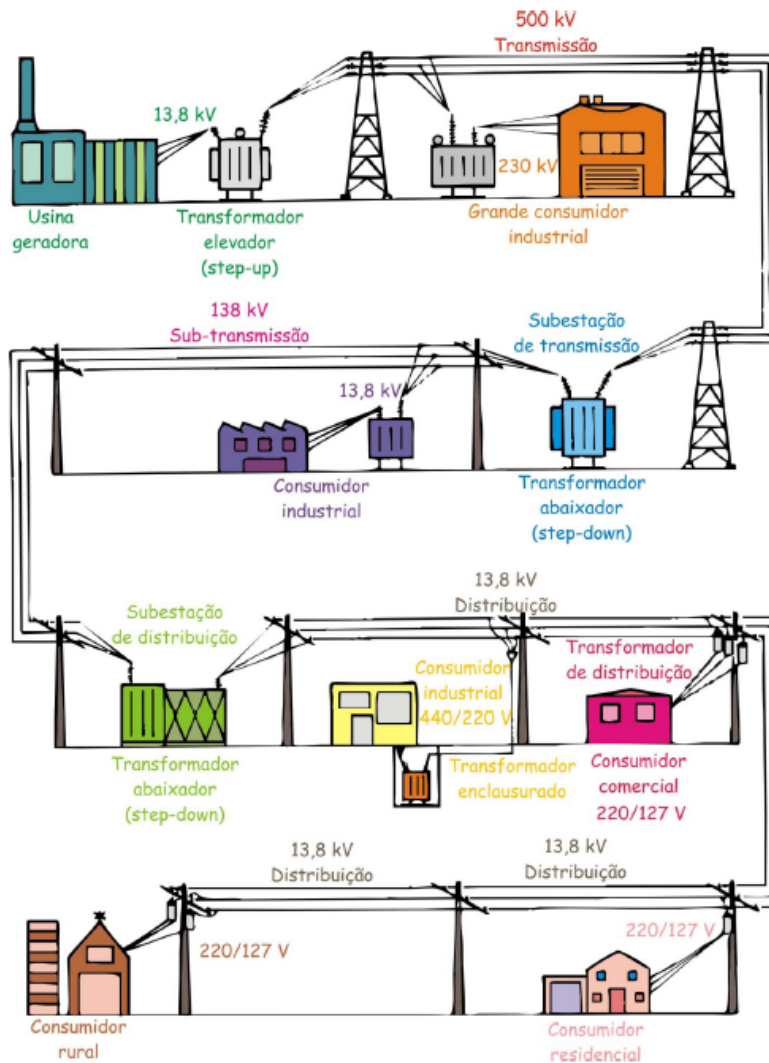 500 kV
Transmissão
13,8 kV
230 kV
Usina
geradora
Transformador
elevador
(step-up)
Grande consumidor
industrial
138 kV
Sub-transmissão
Subestação
de transmissão
13,8 kV
Consumidor
industrial
Transformador
abaixador
(step-down)
13,8 kV
Distribuição
Subestação
de distribuição
Consumidor
industrial
440/220 V
Transformador
de distribuição
Transformador
abaixador
(step-down)
Transformador
enclausurado
Consumidor
comercial
220/127 V
13,8 kV
Distribuição
13,8 kV
Distribuição
220/127 V
220/127 V
Consumidor
rural
Consumidor
residencial